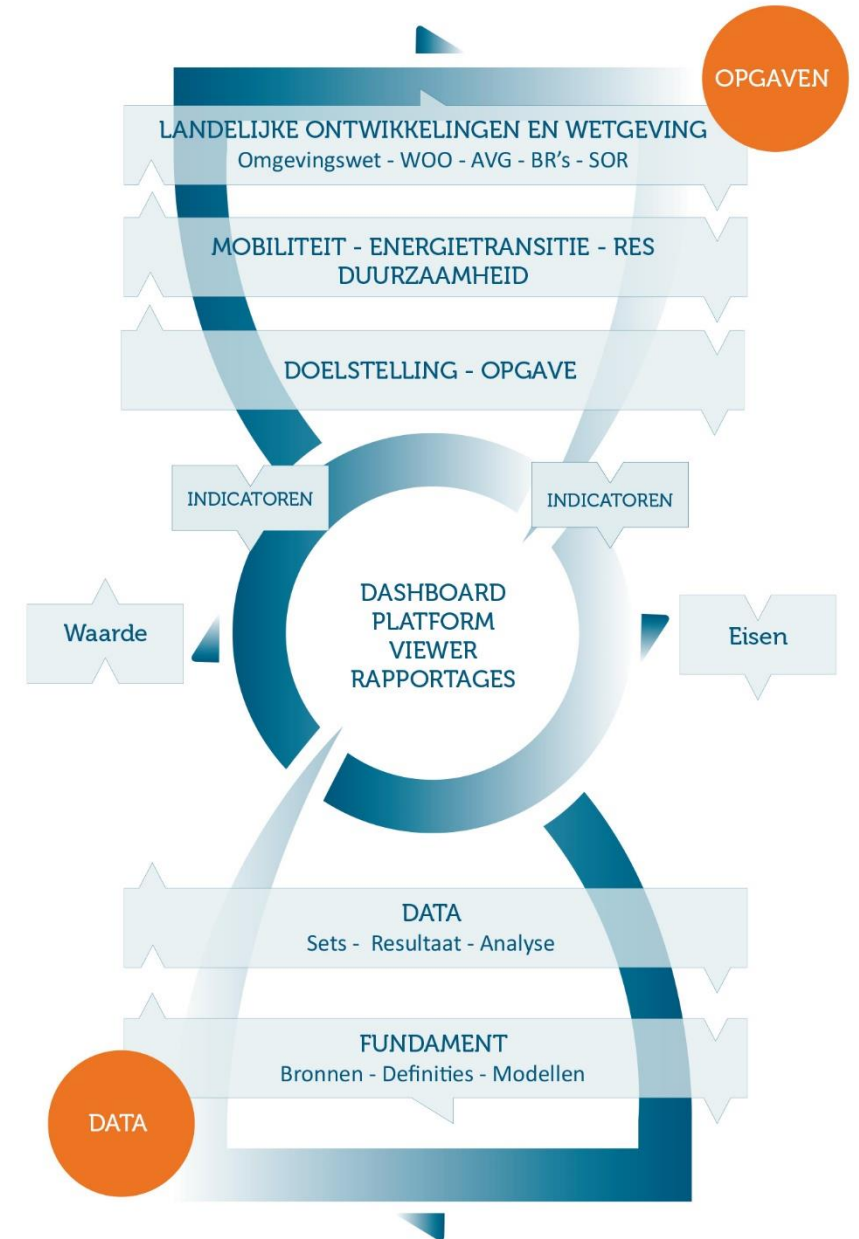 OPGAVEN
LANDELIJKE ONTWIKKELINGEN EN WETGEVING
Omgevingswet - WOO - AVG - BR's - SOR
MOBILITEIT - ENERGIETRANSITIE - RES
DUURZAAMHEID
DOELSTELLING - OPGAVE
INDICATOREN
INDICATOREN
Waarde
DASHBOARD
PLATFORM
VIEWER
RAPPORTAGES
Eisen
DATA
Sets - Resultaat - Analyse
FUNDAMENT
Bronnen - Definities - Modellen
DATA